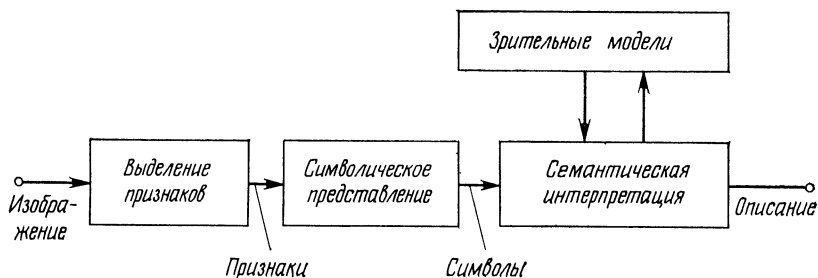 Зрительные модели
Выделение
признаков
Символическое
представление
Семантическая
интерпретация
Изобра-
жение
Описание
Признаки
Символы